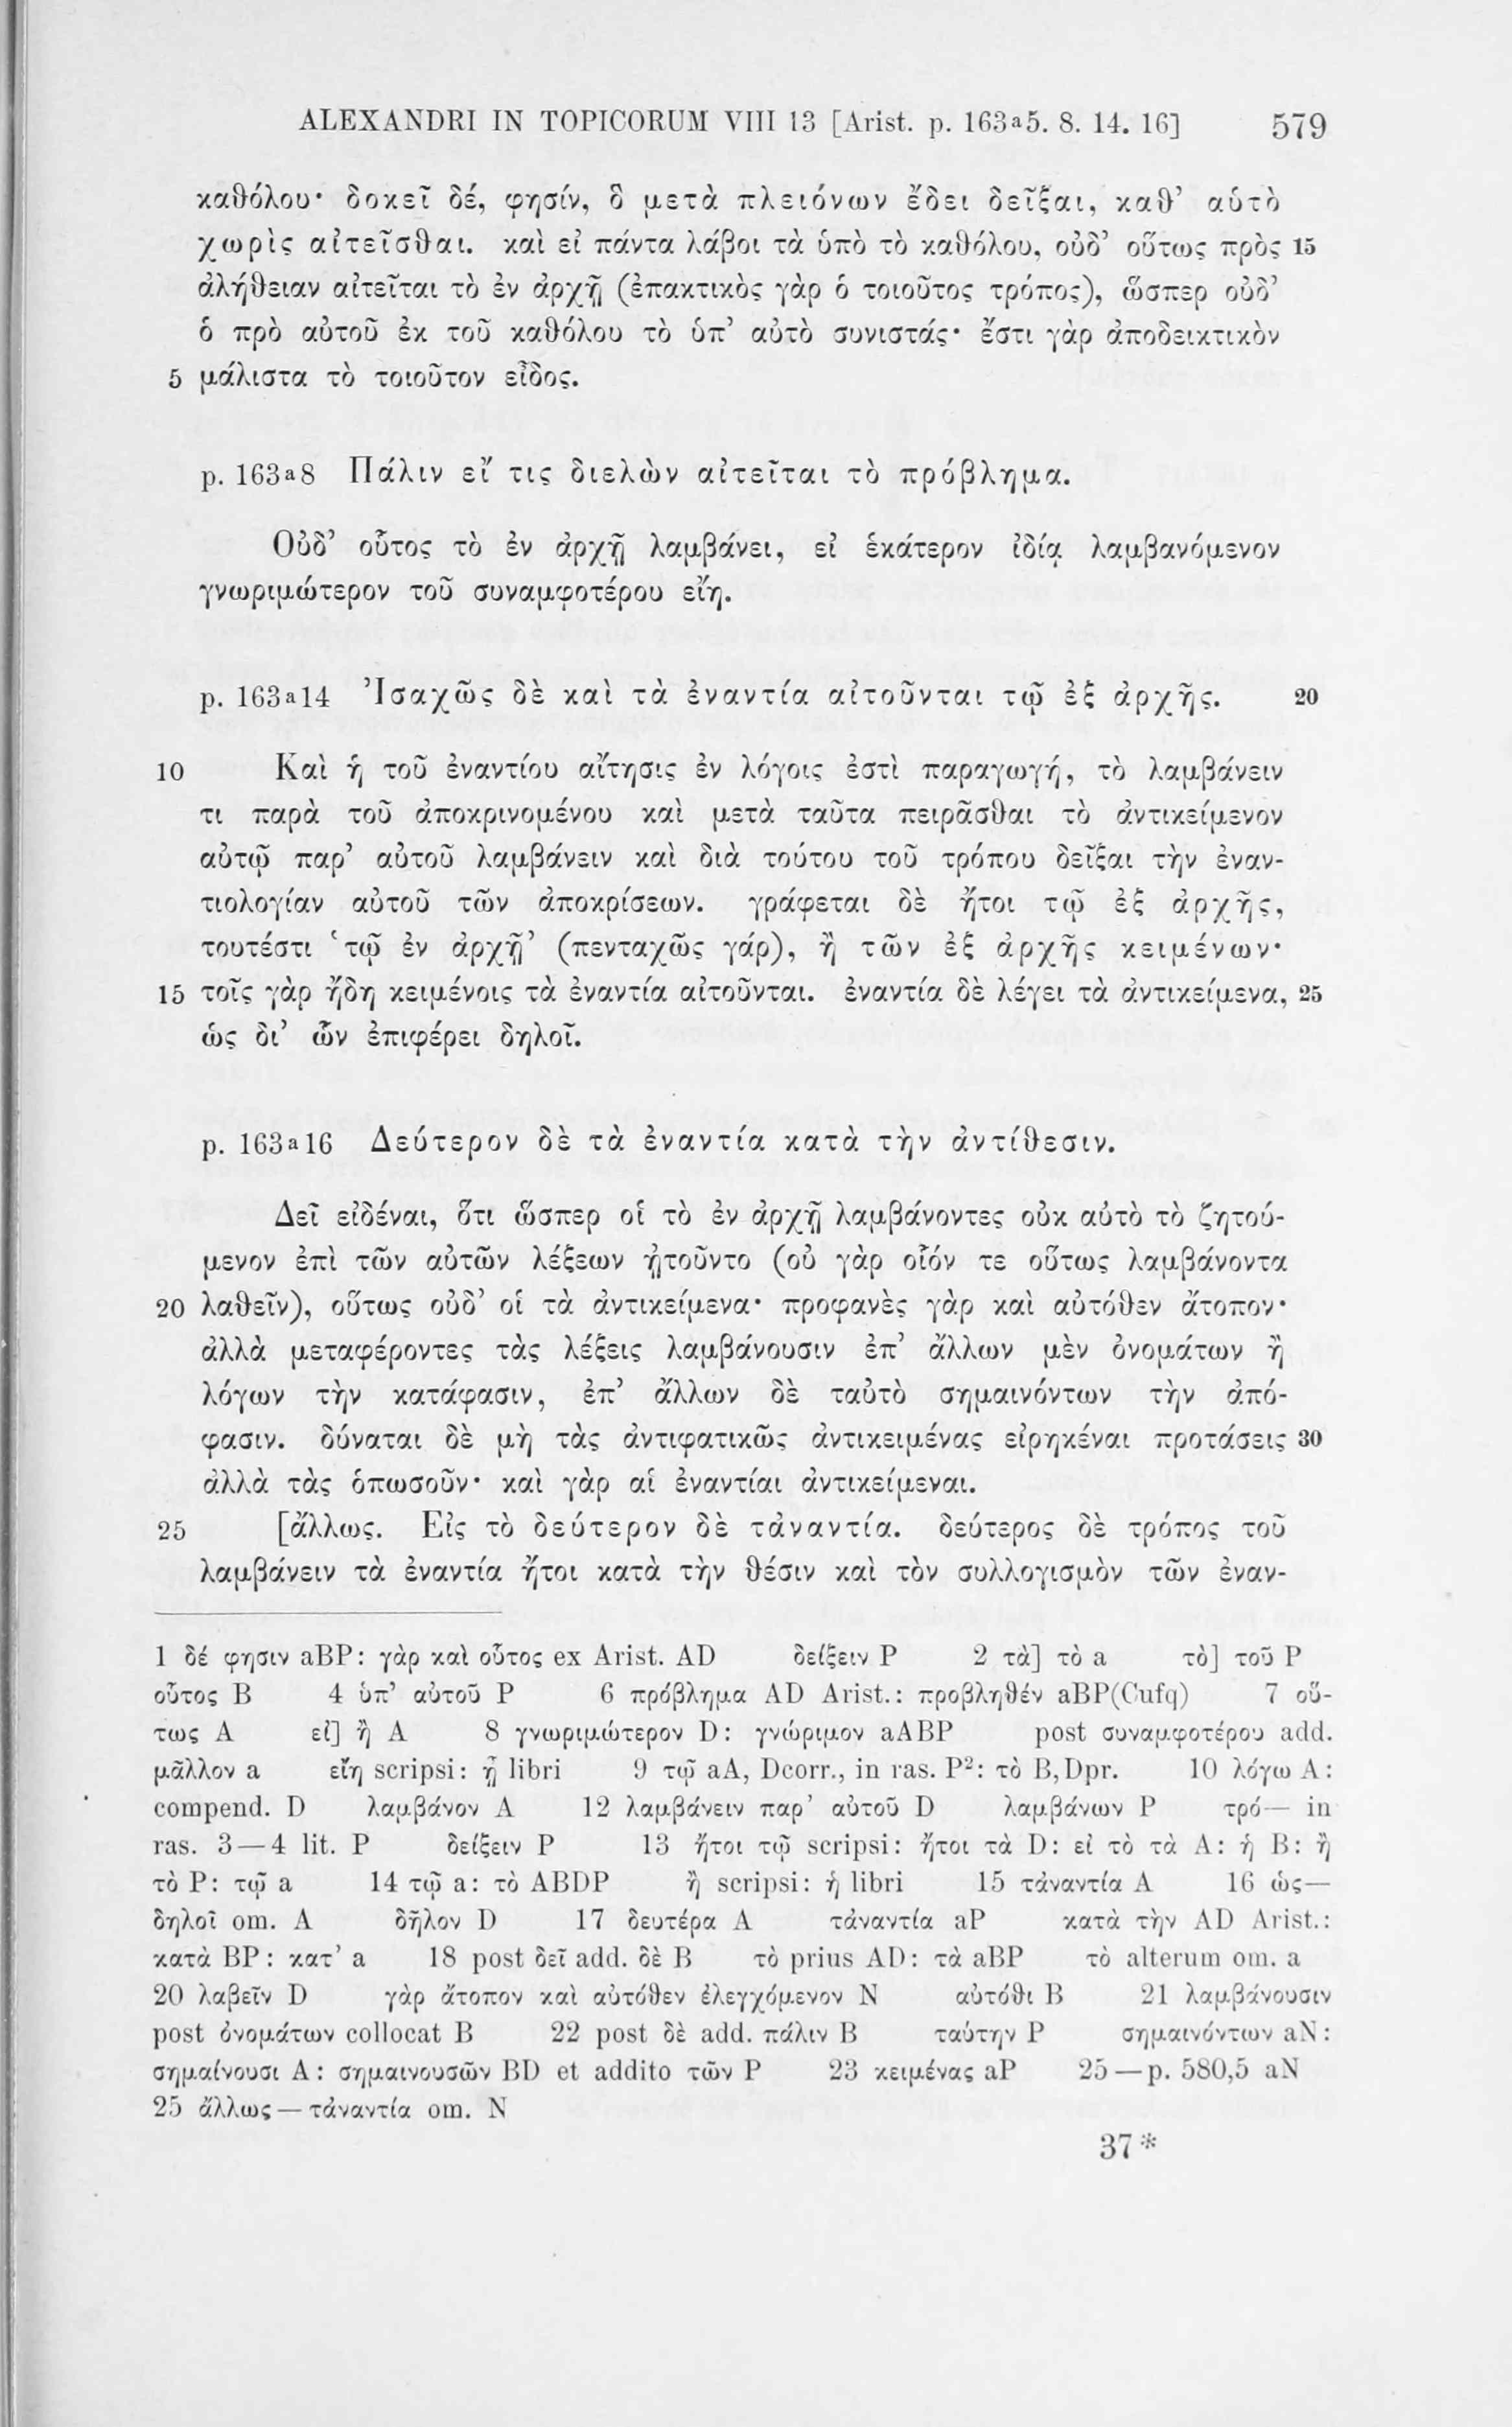 ALEXANDRI IN TOPICORUM VIII 13 [Arist. p. 163ª5. 8. 14. 16] 579
καθόλου· δοκεῖ δέ, φησίν, ὃ μετὰ πλειόνων ἔδει δεῖξαι, καθ’ αὑτὸ
χωρὶς αἰτεῖσθαι. καὶ εἰ πάντα λάβοι τὰ ὑπὸ τὸ καθόλου, οὐδ’ οὕτως πρὸς 15
ἀλήθειαν αἰτεῖται τὸ ἐν ἀρχῇ (ἐπακτικὸς γὰρ ὁ τοιοῦτος τρόπος), ὥσπερ οὐδ’
ὁ πρὸ αὐτοῦ ἐκ τοῦ καθόλου τὸ ὑπ’ αὐτὸ συνιστάς· ἔστι γὰρ ἀποδεικτικὸν
5 μάλιστα τὸ τοιοῦτον εἶδος.
p. 163ª8 Πάλιν εἴ τις διελὼν αἰτεῖται τὸ πρόβλημα.
Οὐδ’ οὗτος τὸ ἐν ἀρχῇ λαμβάνει, εἰ ἑκάτερον ἰδίᾳ λαμβανόμενον
γνωριμώτερον τοῦ συναμφοτέρου εἴη.
p. 163ª14 Ἰσαχῶς δὲ καὶ τὰ ἐναντία αἰτοῦνται τῷ ἐξ ἀρχῆς. 20
10 Καὶ ἡ τοῦ ἐναντίου αἴτησις ἐν λόγοις ἐστὶ παραγωγή, τὸ λαμβάνειν
τι παρὰ τοῦ ἀποκρινομένου καὶ μετὰ ταῦτα πειρᾶσθαι τὸ ἀντικείμενον
αὐτῷ παρ’ αὐτοῦ λαμβάνειν καὶ διὰ τούτου τοῦ τρόπου δεῖξαι τὴν ἐναν-
τιολογίαν αὐτοῦ τῶν ἀποκρίσεων. γράφεται δὲ ἤτοι τῷ ἐξ ἀρχῆς,
τουτέστι ‘τῷ ἐν ἀρχῇ’ (πενταχῶς γάρ), ἢ τῶν ἐξ ἀρχῆς κειμένων·
15 τοῖς γὰρ ἤδη κειμένοις τὰ ἐναντία αἰτοῦνται. ἐναντία δὲ λέγει τὰ ἀντικείμενα, 25
ὡς δι’ ὧν ἐπιφέρει δηλοῖ.
p. 163ª16 Δεύτερον δὲ τὰ ἐναντία κατὰ τὴν ἀντίθεσιν.
Δεῖ εἰδέναι, ὅτι ὥσπερ οἱ τὸ ἐν ἀρχῇ λαμβάνοντες οὐκ αὐτὸ τὸ ζητού-
μενον ἐπὶ τῶν αὐτῶν λέξεων ᾐτοῦντο (οὐ γὰρ οἷόν τε οὕτως λαμβάνοντα
20 λαθεῖν), οὕτως οὐδ’ οἱ τὰ ἀντικείμενα· προφανὲς γὰρ καὶ αὐτόθεν ἄτοπον·
ἀλλὰ μεταφέροντες τὰς λέξεις λαμβάνουσιν ἐπ’ ἄλλων μὲν ὀνομάτων ἢ
λόγων τὴν κατάφασιν, ἐπ’ ἄλλων δὲ ταὐτὸ σημαινόντων τὴν ἀπό-
φασιν. δύναται δὲ μὴ τὰς ἀντιφατικῶς ἀντικειμένας εἰρηκέναι προτάσεις 30
ἀλλὰ τὰς ὁπωσοῦν· καὶ γὰρ αἱ ἐναντίαι ἀντικείμεναι.
25 [ἄλλως. Εἰς τὸ δεύτερον δὲ τἀναντία. δεύτερος δὲ τρόπος τοῦ
λαμβάνειν τὰ ἐναντία ἤτοι κατὰ τὴν θέσιν καὶ τὸν συλλογισμὸν τῶν ἐναν-
1 δέ φησιν aBP: γὰρ καὶ οὗτος ex Arist. AD δείξειν P 2 τὰ] τὸ a τὸ] τοῦ P
οὗτος B 4 ὑπ’ αὐτοῦ P 6 πρόβλημα AD Arist.: προβληθέν aBP(Cufq) 7 οὕ-
τως A εἰ] ἢ A 8 γνωριμώτερον D: γνώριμον aABP post συναμφοτέρου add.
μᾶλλον a εἴη scripsi: ᾖ libri 9 τῷ aA, Dcorr., in ras. P²: τὸ B,Dpr. 10 λόγω A:
compend. D λαμβάνον A 12 λαμβάνειν παρ’ αὐτοῦ D λαμβάνων P τρό— in
ras. 3—4 lit. P δείξειν P 13 ἤτοι τῷ scripsi: ἤτοι τὰ D: εἰ τὸ τὰ A: ἡ B: ἢ
τὸ P: τῷ a 14 τῷ a: τὸ ABDP ἢ scripsi: ἡ libri 15 τἀναντία A 16 ὡς—
δηλοῖ om. A δῆλον D 17 δευτέρα A τἀναντία aP κατὰ τὴν AD Arist.:
κατὰ BP: κατ’ a 18 post δεῖ add. δὲ B τὸ prius AD: τὰ aBP τὸ alterum om. a
20 λαβεῖν D γὰρ ἄτοπον καὶ αὐτόθεν ἐλεγχόμενον N αὐτόθι B 21 λαμβάνουσιν
post ὀνομάτων collocat B 22 post δὲ add. πάλιν B ταύτην P σημαινόντων aN:
σημαίνουσι A: σημαινουσῶν BD et addito τῶν P 23 κειμένας aP 25—p. 580,5 aN
25 ἄλλως—τἀναντία om. N
37*